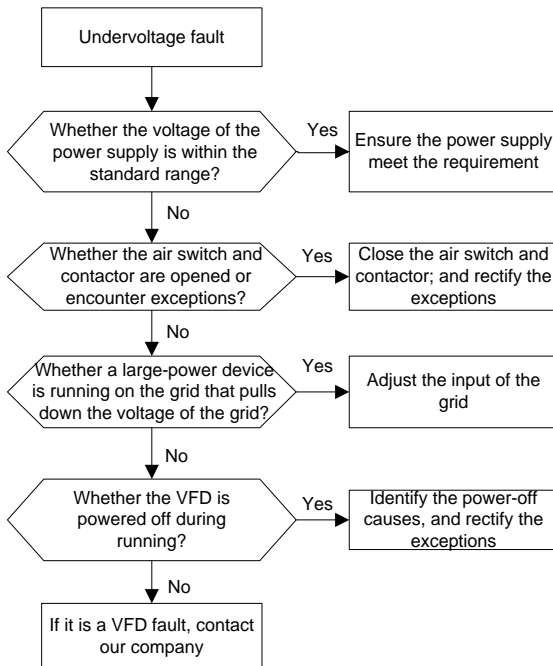 Undervoltage fault
Whether the voltage of the
power supply is within the
standard range?
Yes
Ensure the power supply
meet the requirement
No
Whether the air switch and
contactor are opened or
encounter exceptions?
Yes
Close the air switch and
contactor; and rectify the
exceptions
No
Whether a large-power device
is running on the grid that pulls
down the voltage of the grid?
Yes
Adjust the input of the
grid
No
Whether the VFD is
powered off during
running?
Yes
Identify the power-off
causes, and rectify the
exceptions
No
If it is a VFD fault, contact
our company